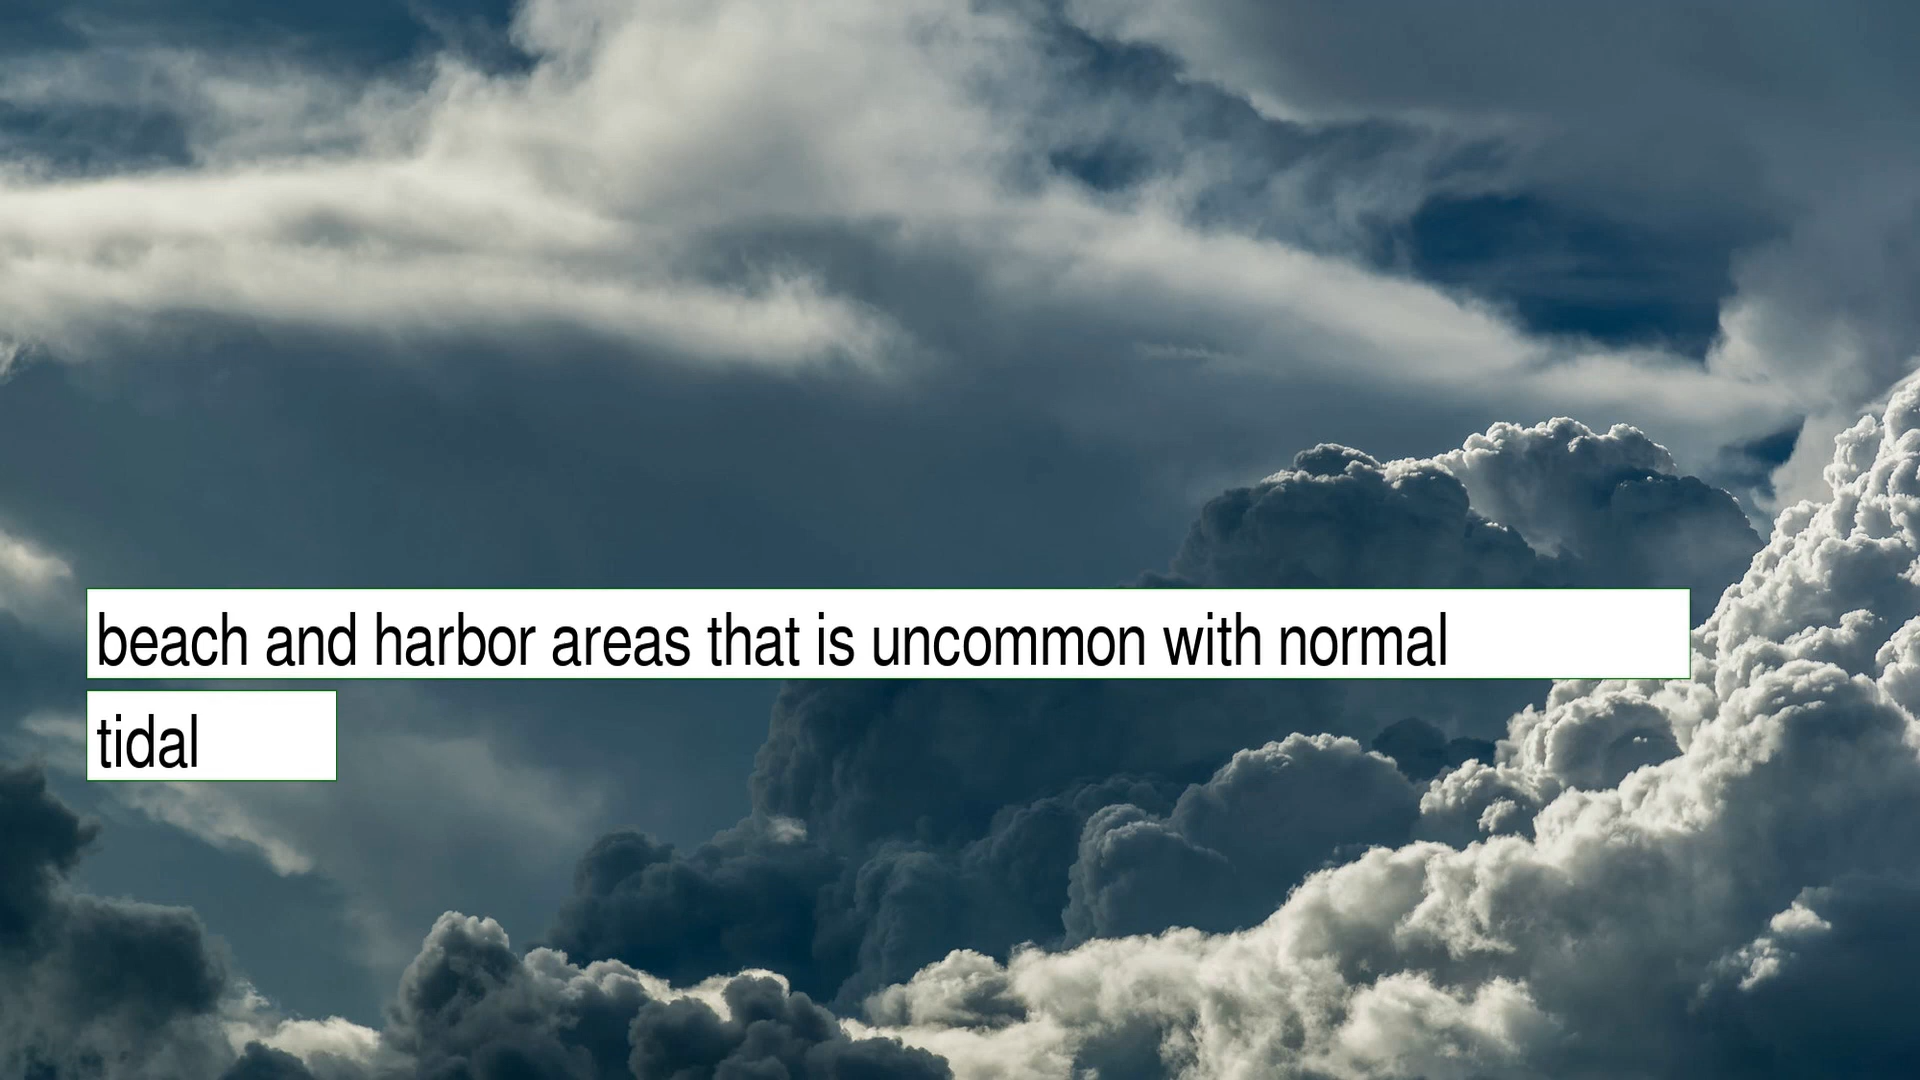 beach and harbor areas that is uncommon with normal
tidal